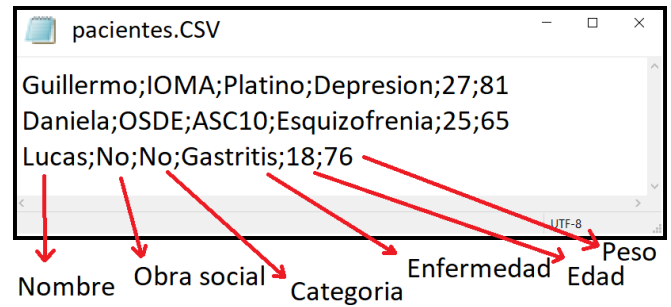 pacientes.CSV
Guillermo;IOMA;Platino;Depresion;27;81
Daniela;OSDE;ASC10;Esquizofrenia;25;65
Lucas;No;No;Gastritis;18;76
UTF-8
Nombre
Obra social
Categoria
Enfermedad
Edad
Peso